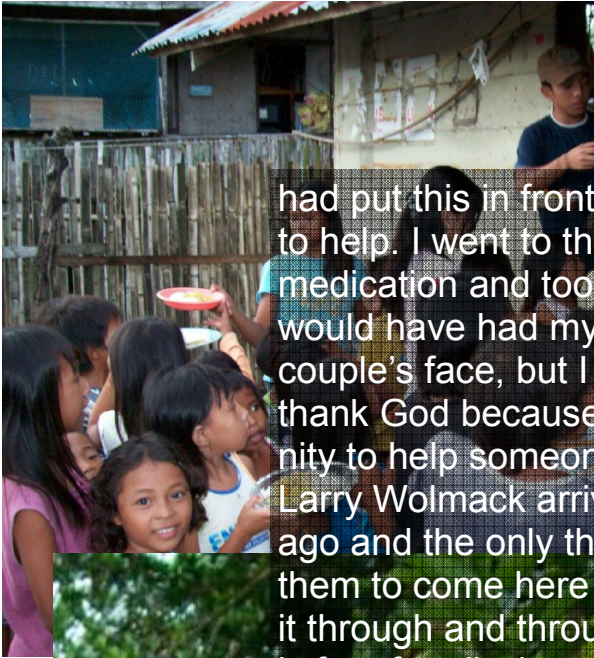 had put this in front
to help. I went to th
medication and too
would have had my
couple's face, but I
thank God because
nity to help someon
Larry Wolmack arriv
ago and the only th
them to come here
it through and throu